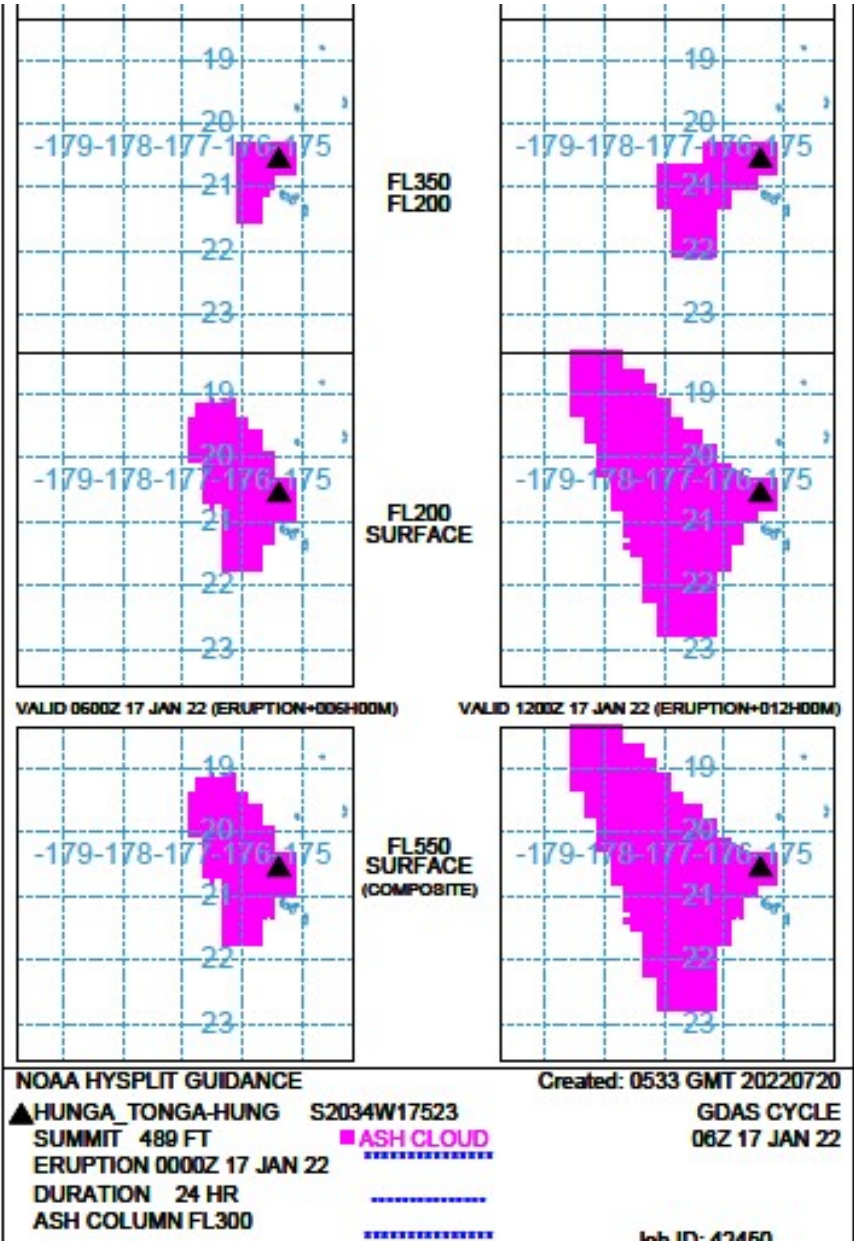 19
20
-179-178-177-176-175
21
22
23
19
20
-179-178-177-176-175
21
22
23
FL350
FL200
19
20
-179-178-177-176-175
21
22
23
19
20
-179-178-177-176-175
21
22
23
FL200
SURFACE
VALID 0600Z 17 JAN 22 (ERUPTION+006H00M)
VALID 1200Z 17 JAN 22 (ERUPTION+012H00M)
19
20
-179-178-177-176-175
21
22
23
19
20
-179-178-177-176-175
21
22
23
FL550
SURFACE
(COMPOSITE)
NOAA HYSPLIT GUIDANCE
Created: 0533 GMT 20220720
HUNGA_TONGA-HUNG S2034W17523
GDAS CYCLE
SUMMIT 489 FT
ASH CLOUD
06Z 17 JAN 22
ERUPTION 0000Z 17 JAN 22
DURATION 24 HR
ASH COLUMN FL300
Job ID: 42450